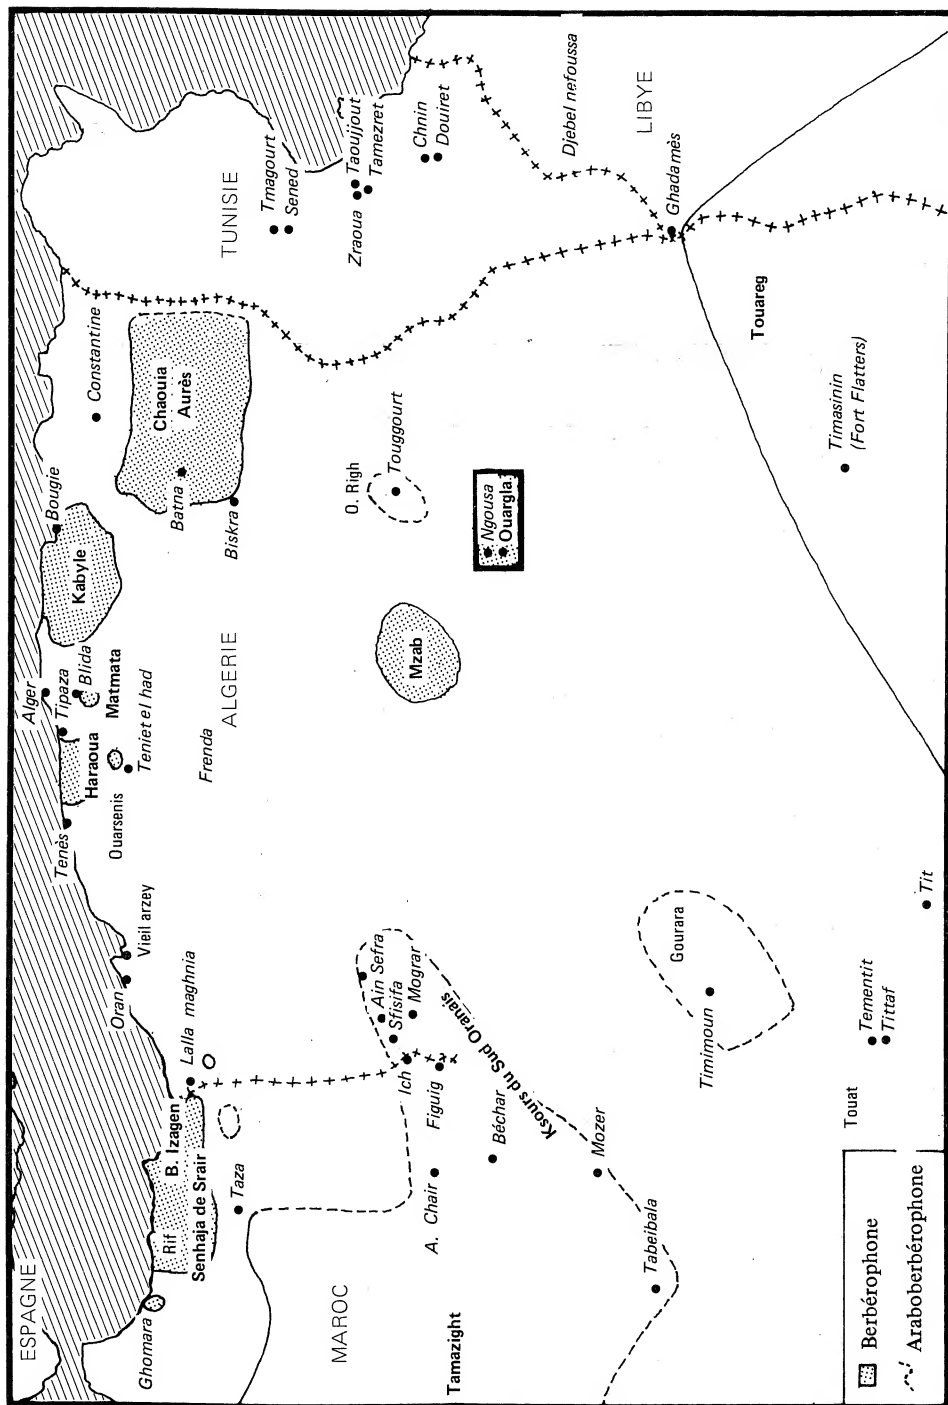 ESPAGNE
Ghomara
Rif
B. Izagen
Senhaja de Srair
Taza
Lalla maghnia
Oran
Vieil arzey
Tenès
Haraoua
Ouarsenis
Teniet el had
Tipaza
Alger
Blida
Matmata
Kabyle
Bougie
Constantine
Chaouia
Aurès
Batna
Biskra
Frenda
ALGERIE
TUNISIE
Tmagourt
Sened
Zraoua
Taoujjout
Tamezret
Chnin
Douiret
Djebel nefoussa
LIBYE
Ghadamès
MAROC
Tamazight
A. Chair
Figuig
Ich
Ain Sefra
Sfisifa
Mograr
Béchar
Ksours du Sud Oranais
Mozer
Tabeibala
Mzab
O. Righ
Touggourt
Ngousa
Ouargla
Gourara
Timimoun
Touareg
Timasinin
(Fort Flatters)
Touat
Tementit
Tittaf
Tit
Berbérophone
Araboberbérophone